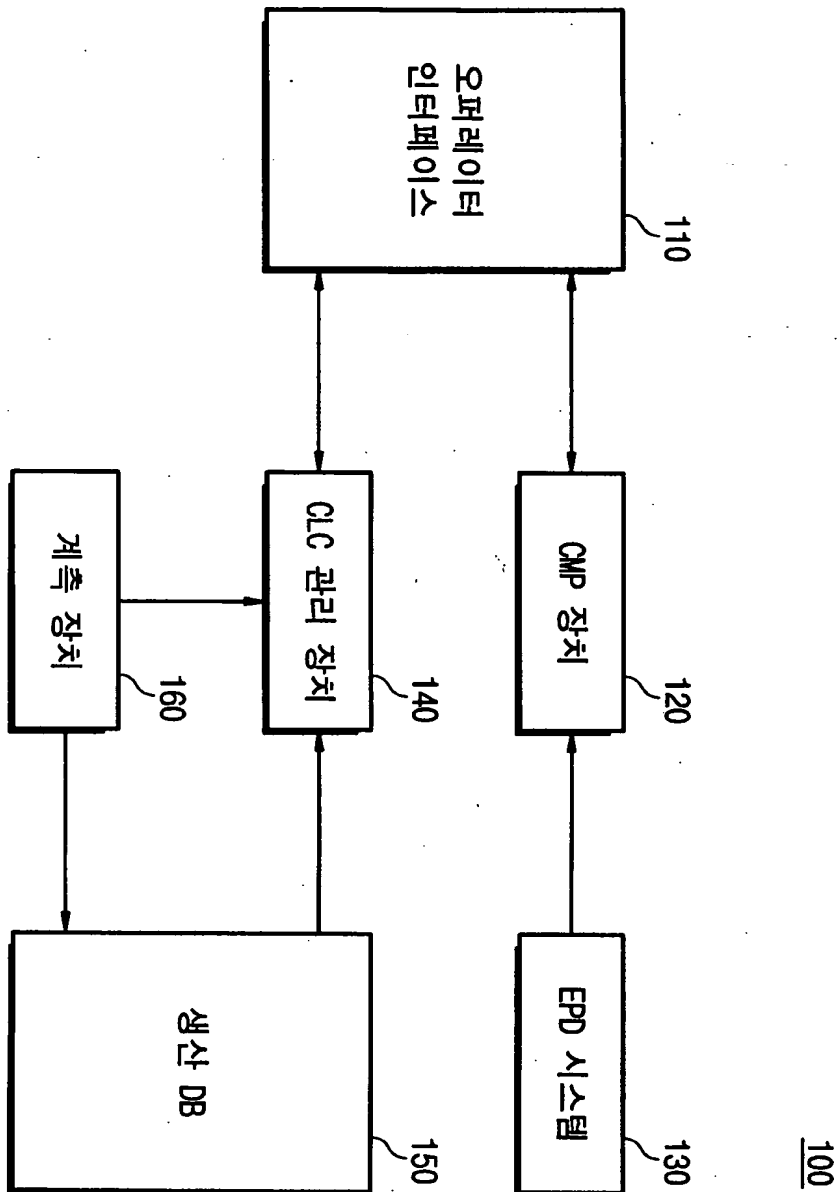 100
110
120
130
CMP 장치
EPD 시스템
오퍼레이터
인터페이스
140
150
CLC 관리 장치
생산 DB
160
계측 장치